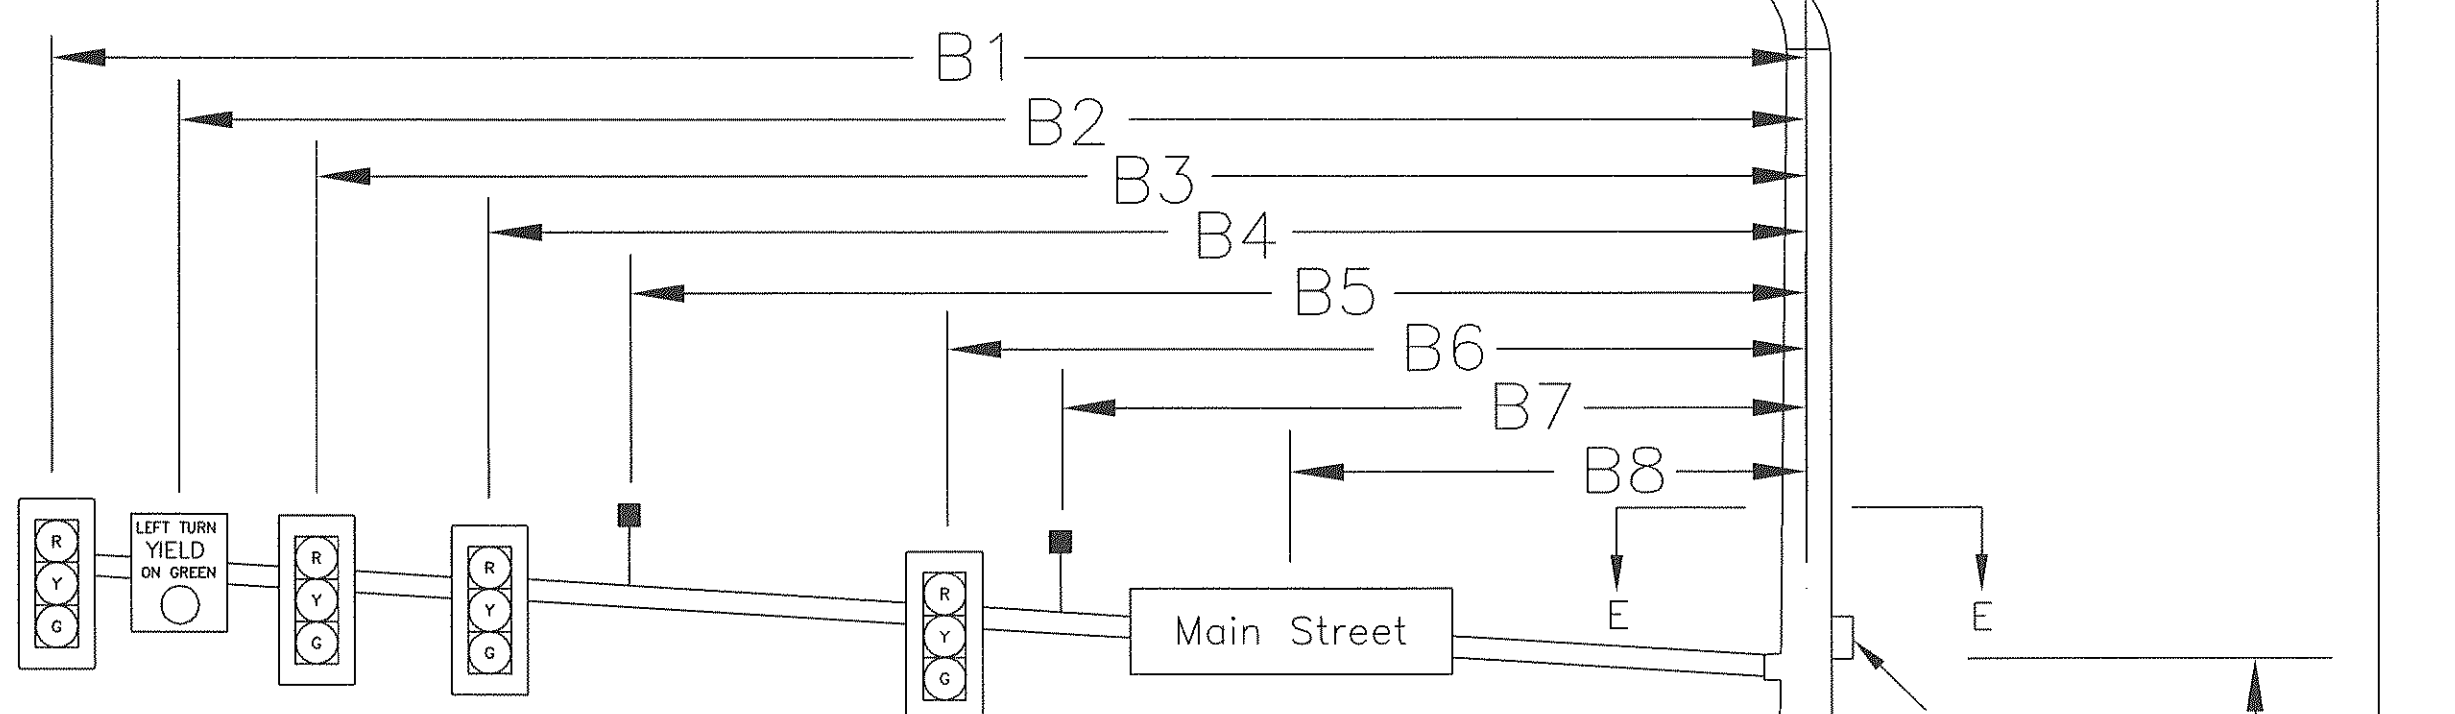 B1
B2
B3
B4
B5
B6
B7
B8
E
E
R
Y
G
LEFT TURN
YIELD
ON GREEN
R
Y
G
R
Y
G
R
Y
G
Main Street